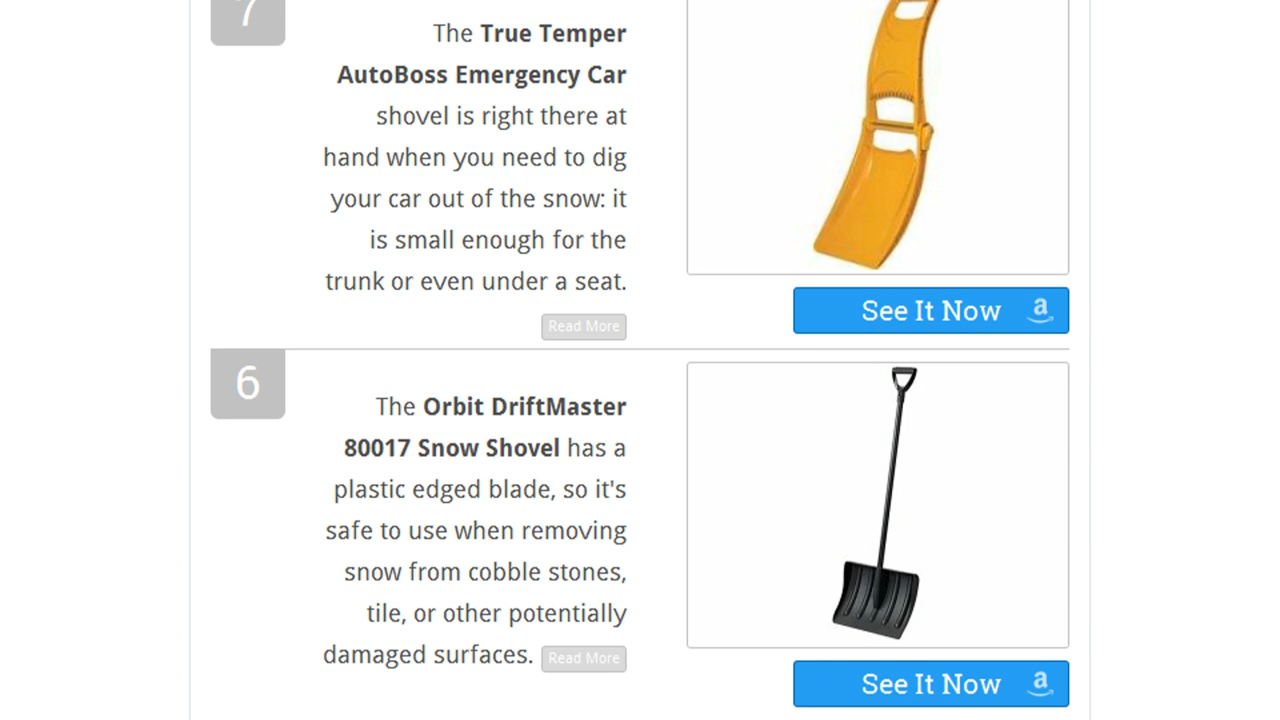 7
The True Temper
AutoBoss Emergency Car
shovel is right there at
hand when you need to dig
your car out of the snow: it
is small enough for the
trunk or even under a seat.
Read More
See It Now a
6
The Orbit DriftMaster
80017 Snow Shovel has a
plastic edged blade, so it's
safe to use when removing
snow from cobble stones,
tile, or other potentially
damaged surfaces. Read More
See It Now a